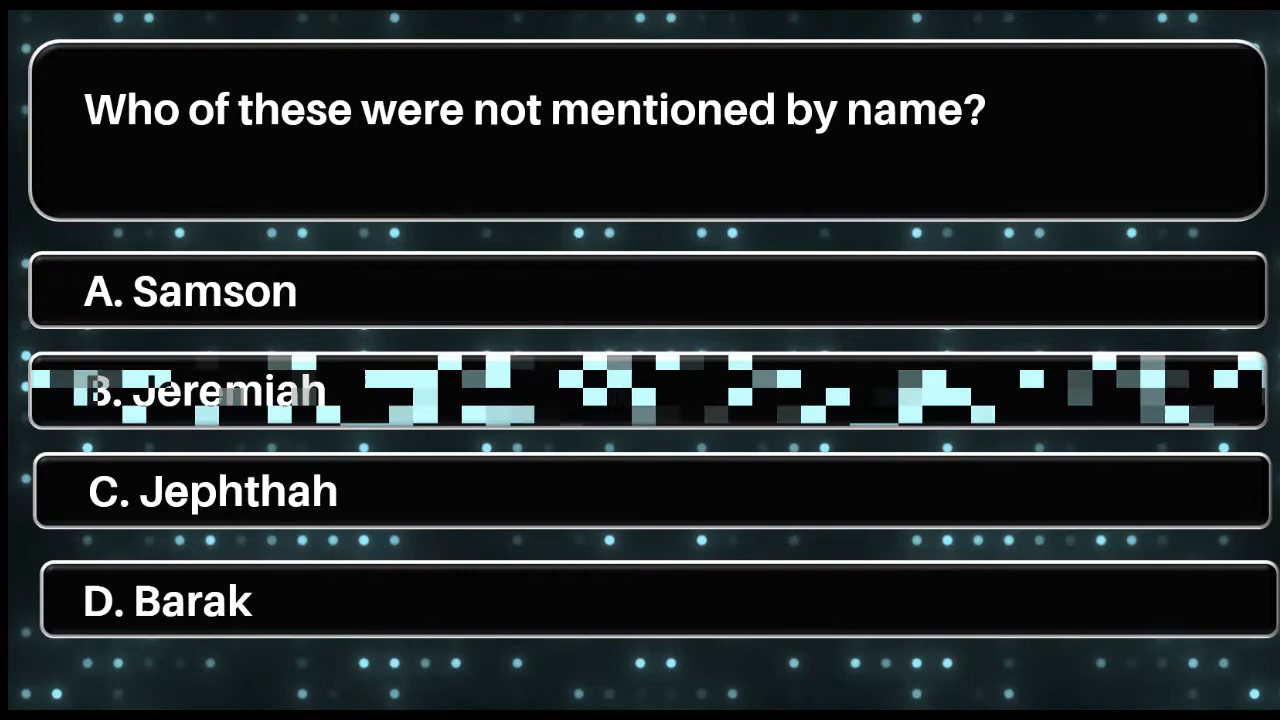 Who of these were not mentioned by name?
A. Samson
B. Jeremiah
C. Jephthah
D. Barak